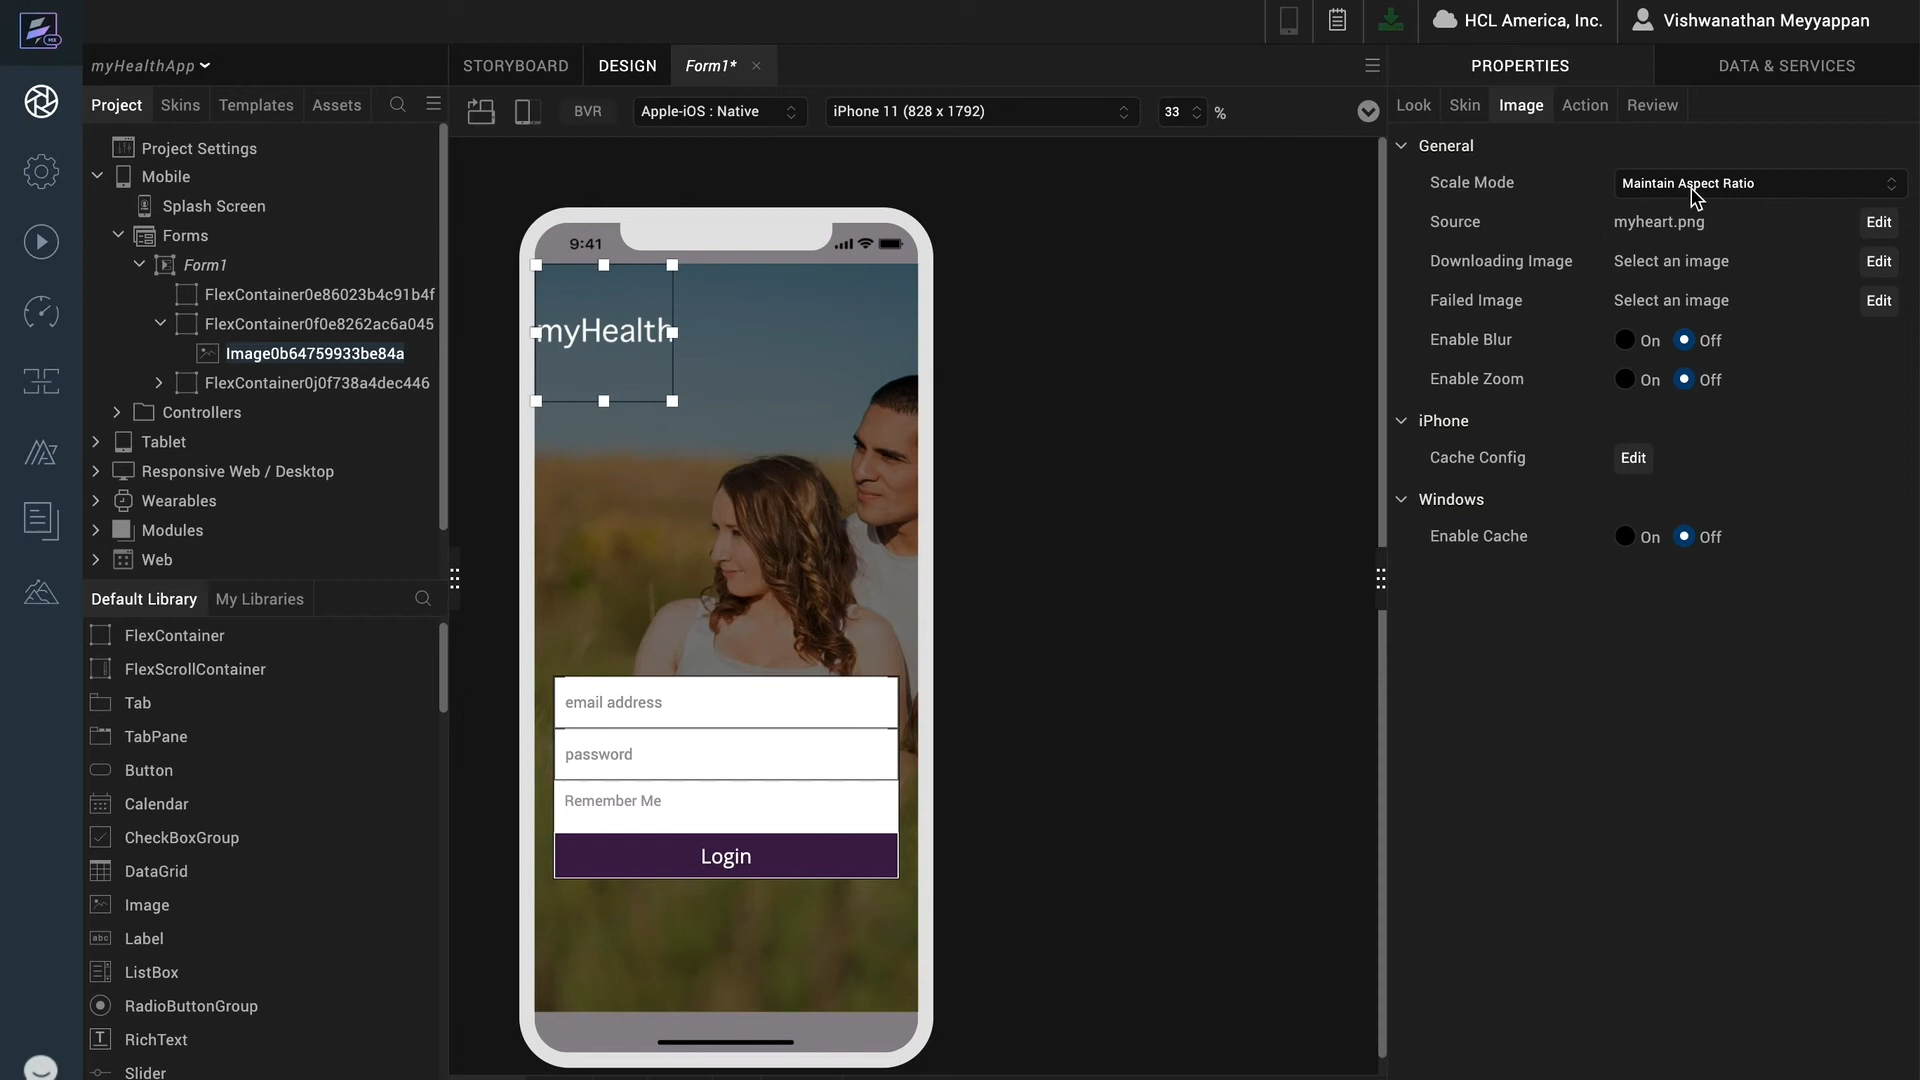 MX
HCL America, Inc.
Vishwanathan Meyyappan
myHealthApp
STORYBOARD
DESIGN
Form1*
PROPERTIES
DATA & SERVICES
Project
Skins
Templates
Assets
BVR
Apple-iOS : Native
iPhone 11 (828 x 1792)
33
%
Look
Skin
Image
Action
Review
Project Settings
Mobile
Splash Screen
Forms
Form1
FlexContainer0e86023b4c91b4f
FlexContainer0f0e8262ac6a045
Image0b64759933be84a
FlexContainer0j0f738a4dec446
Controllers
Tablet
Responsive Web / Desktop
Wearables
Modules
Web
Default Library
My Libraries
FlexContainer
FlexScrollContainer
Tab
TabPane
Button
Calendar
CheckBoxGroup
DataGrid
Image
abc Label
ListBox
RadioButtonGroup
RichText
Slider
9:41
myHealth
email address
password
Remember Me
Login
General
Scale Mode Maintain Aspect Ratio
Source myheart.png Edit
Downloading Image Select an image Edit
Failed Image Select an image Edit
Enable Blur On Off
Enable Zoom On Off
iPhone
Cache Config Edit
Windows
Enable Cache On Off